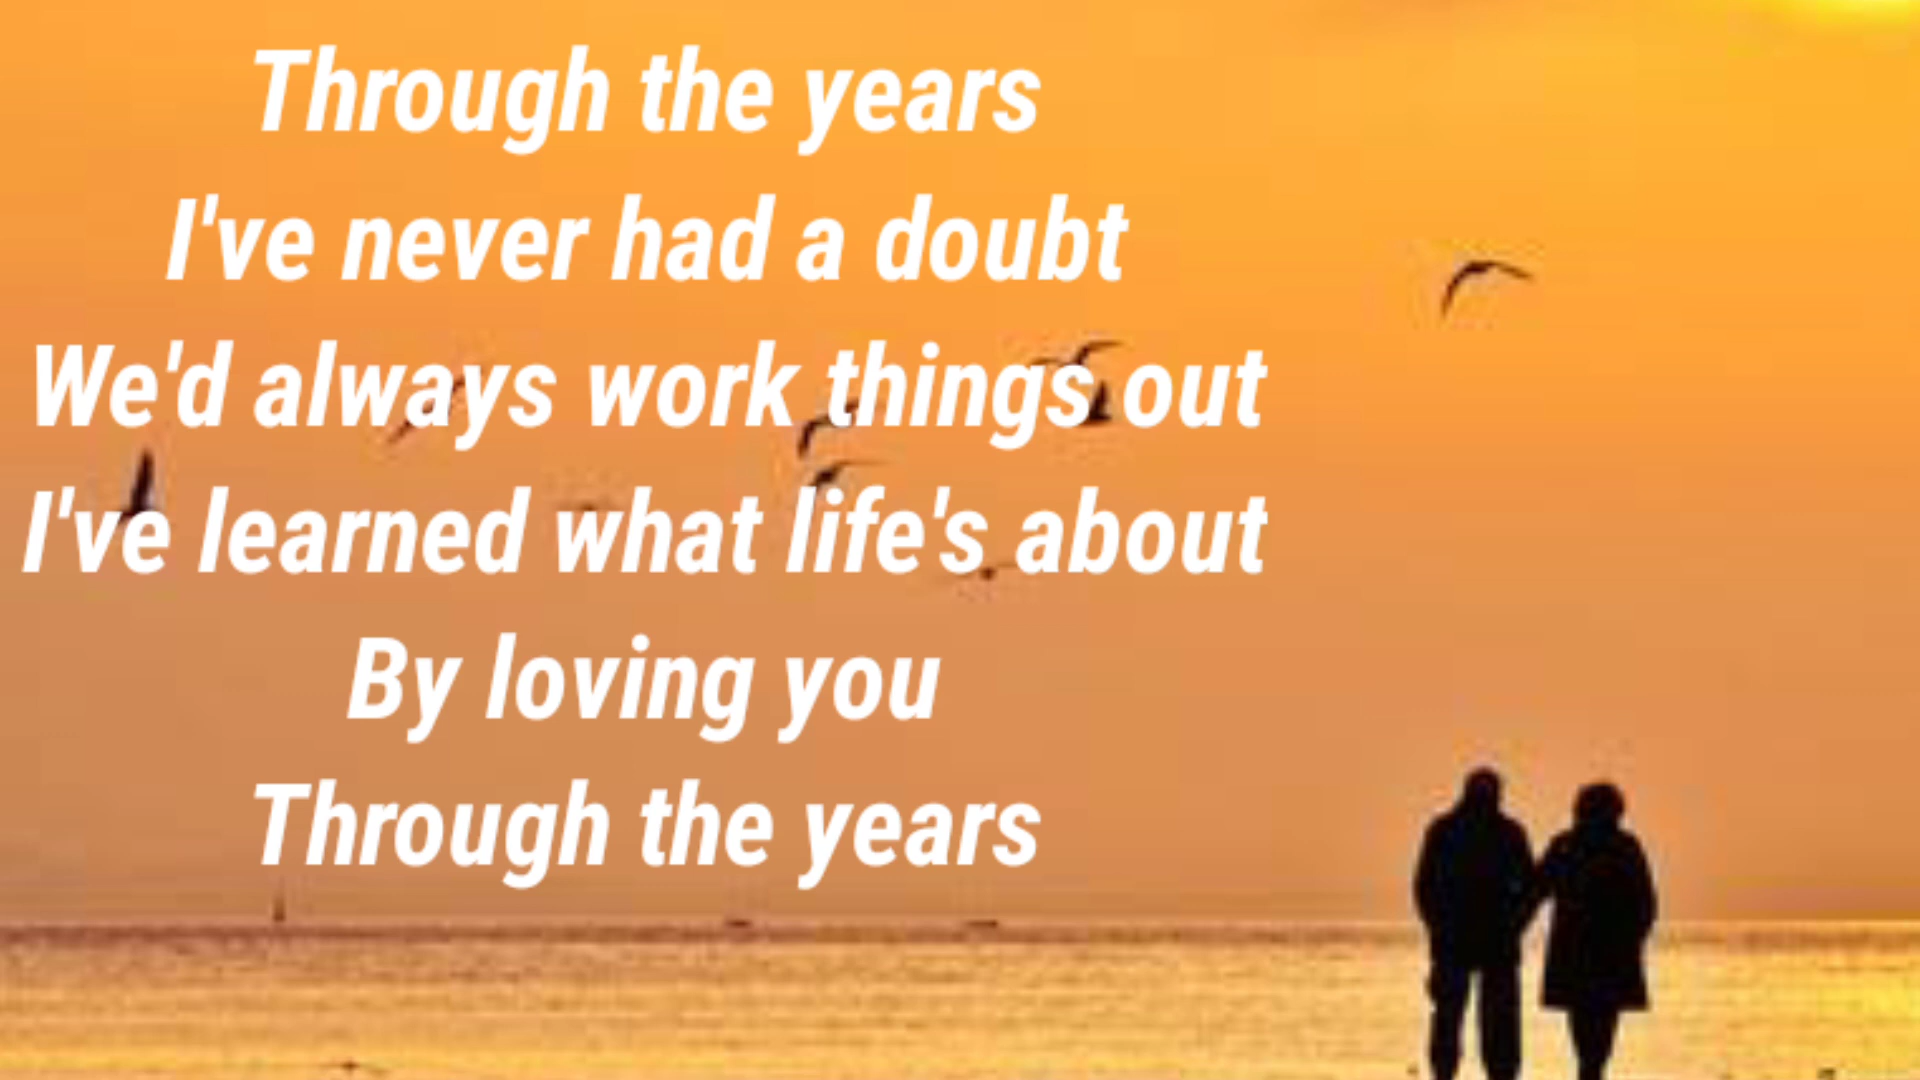 Through the years
I've never had a doubt
We'd always work things out
I've learned what life's about
By loving you
Through the years